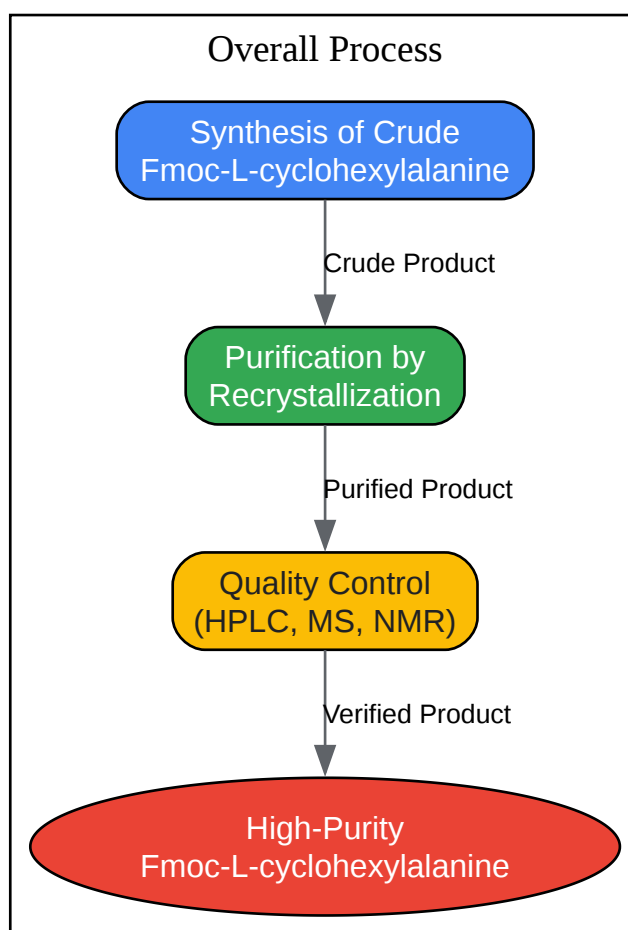 Overall Process
Synthesis of Crude
Fmoc-L-cyclohexylalanine
Crude Product
Purification by
Recrystallization
Purified Product
Quality Control
(HPLC, MS, NMR)
Verified Product
High-Purity
Fmoc-L-cyclohexylalanine